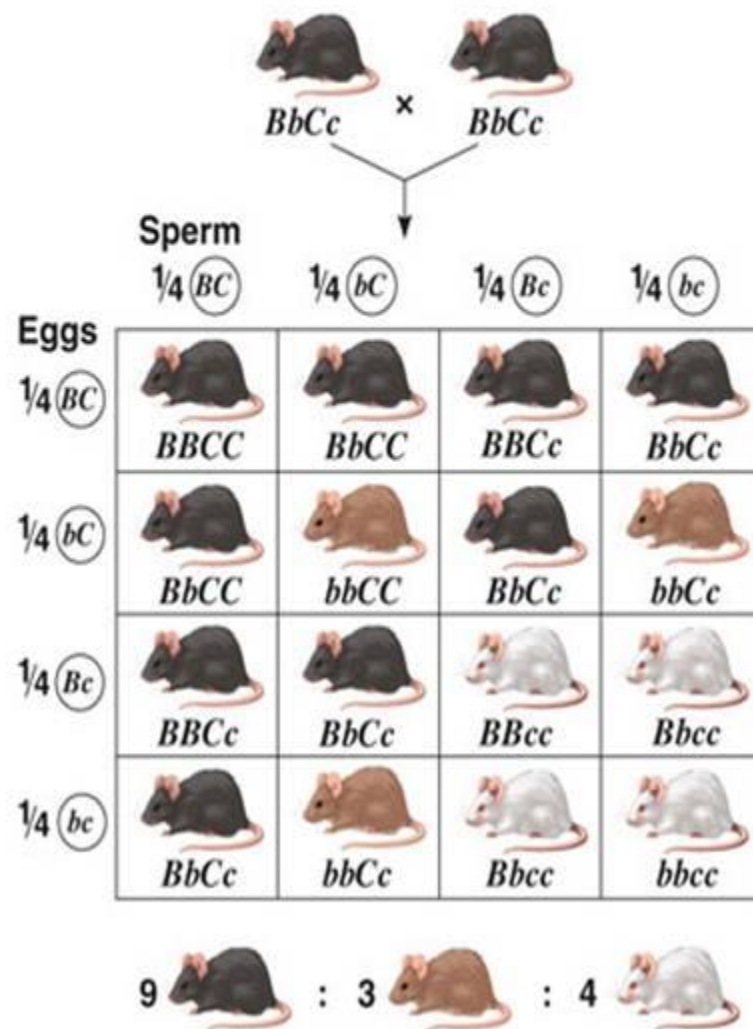 BbCc × BbCc
Sperm
1/4 BC 1/4 bC 1/4 Bc 1/4 bc
Eggs
1/4 BC
BBCC BbCC BBCc BbCc
1/4 bC
BbCC bbCC BbCc bbCc
1/4 Bc
BBCc BbCc BBcc Bbcc
1/4 bc
BbCc bbCc Bbcc bbcc
9 : 3 : 4